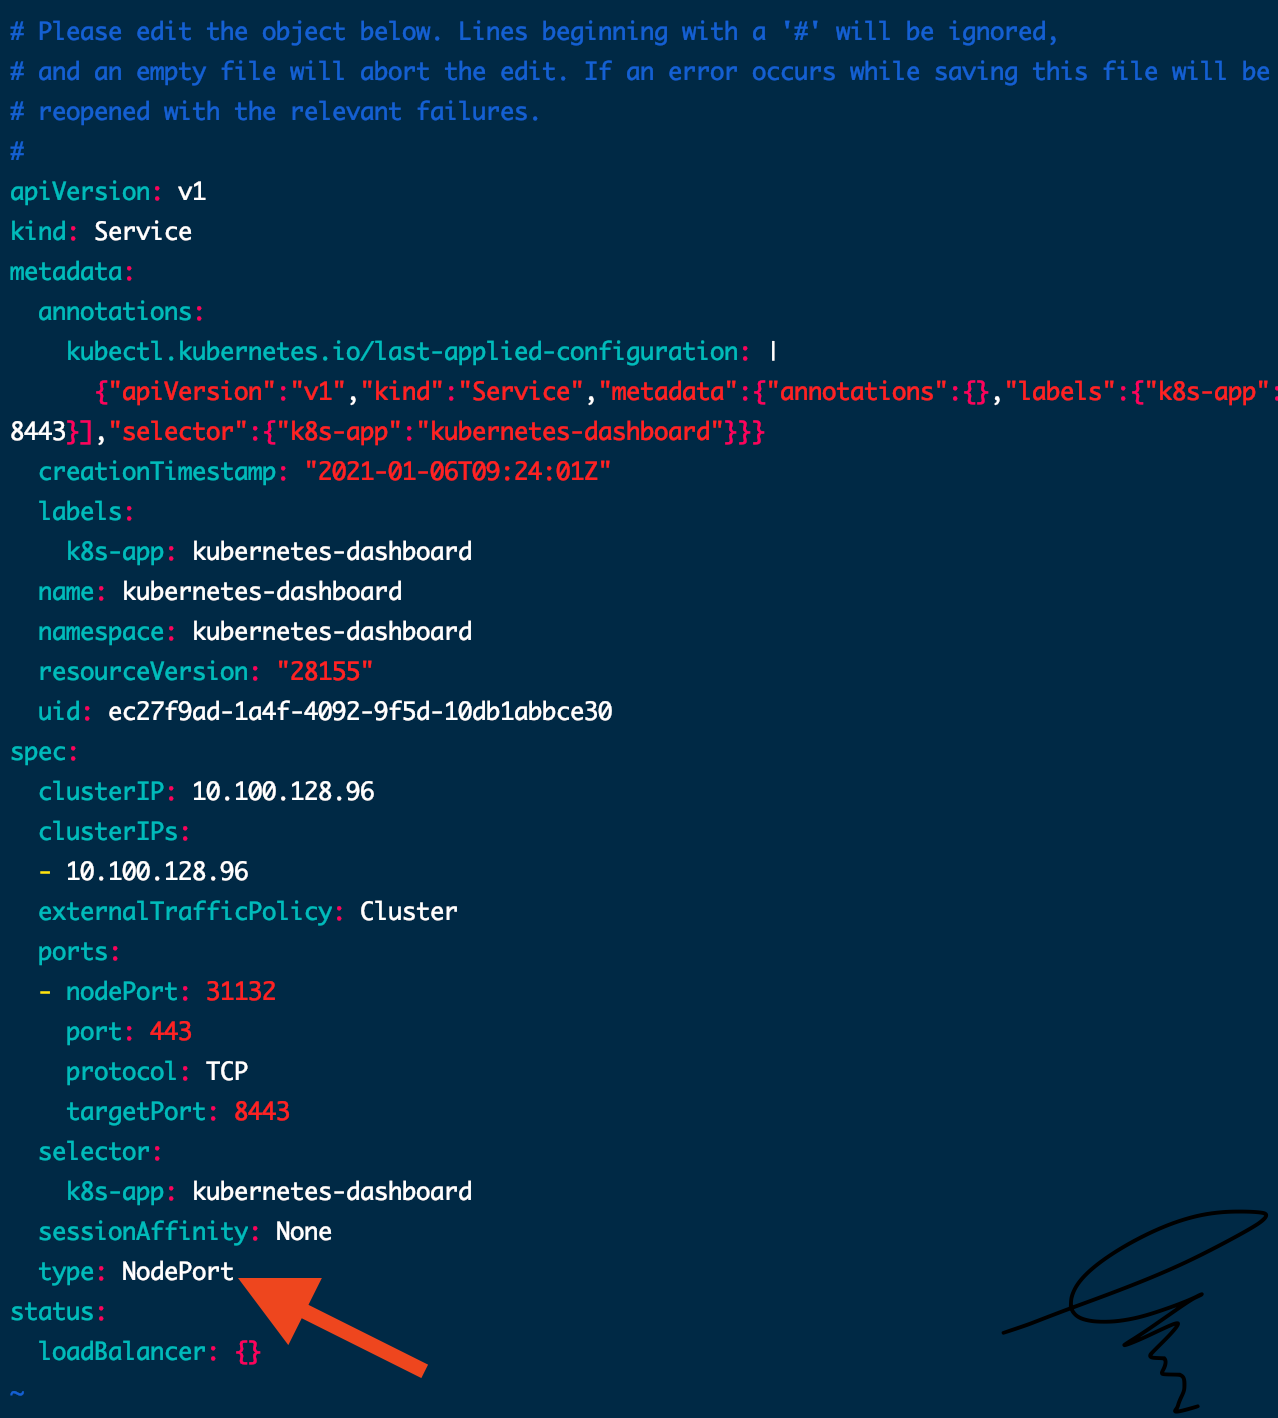 # Please edit the object below. Lines beginning with a '#' will be ignored,
# and an empty file will abort the edit. If an error occurs while saving this file will be
# reopened with the relevant failures.
#
apiVersion: v1
kind: Service
metadata:
  annotations:
    kubectl.kubernetes.io/last-applied-configuration: |
      {"apiVersion":"v1","kind":"Service","metadata":{"annotations":{},"labels":{"k8s-app":
8443}],"selector":{"k8s-app":"kubernetes-dashboard"}}}
  creationTimestamp: "2021-01-06T09:24:01Z"
  labels:
    k8s-app: kubernetes-dashboard
  name: kubernetes-dashboard
  namespace: kubernetes-dashboard
  resourceVersion: "28155"
  uid: ec27f9ad-1a4f-4092-9f5d-10db1abbce30
spec:
  clusterIP: 10.100.128.96
  clusterIPs:
  - 10.100.128.96
  externalTrafficPolicy: Cluster
  ports:
  - nodePort: 31132
    port: 443
    protocol: TCP
    targetPort: 8443
  selector:
    k8s-app: kubernetes-dashboard
  sessionAffinity: None
  type: NodePort
status:
  loadBalancer: {}
~